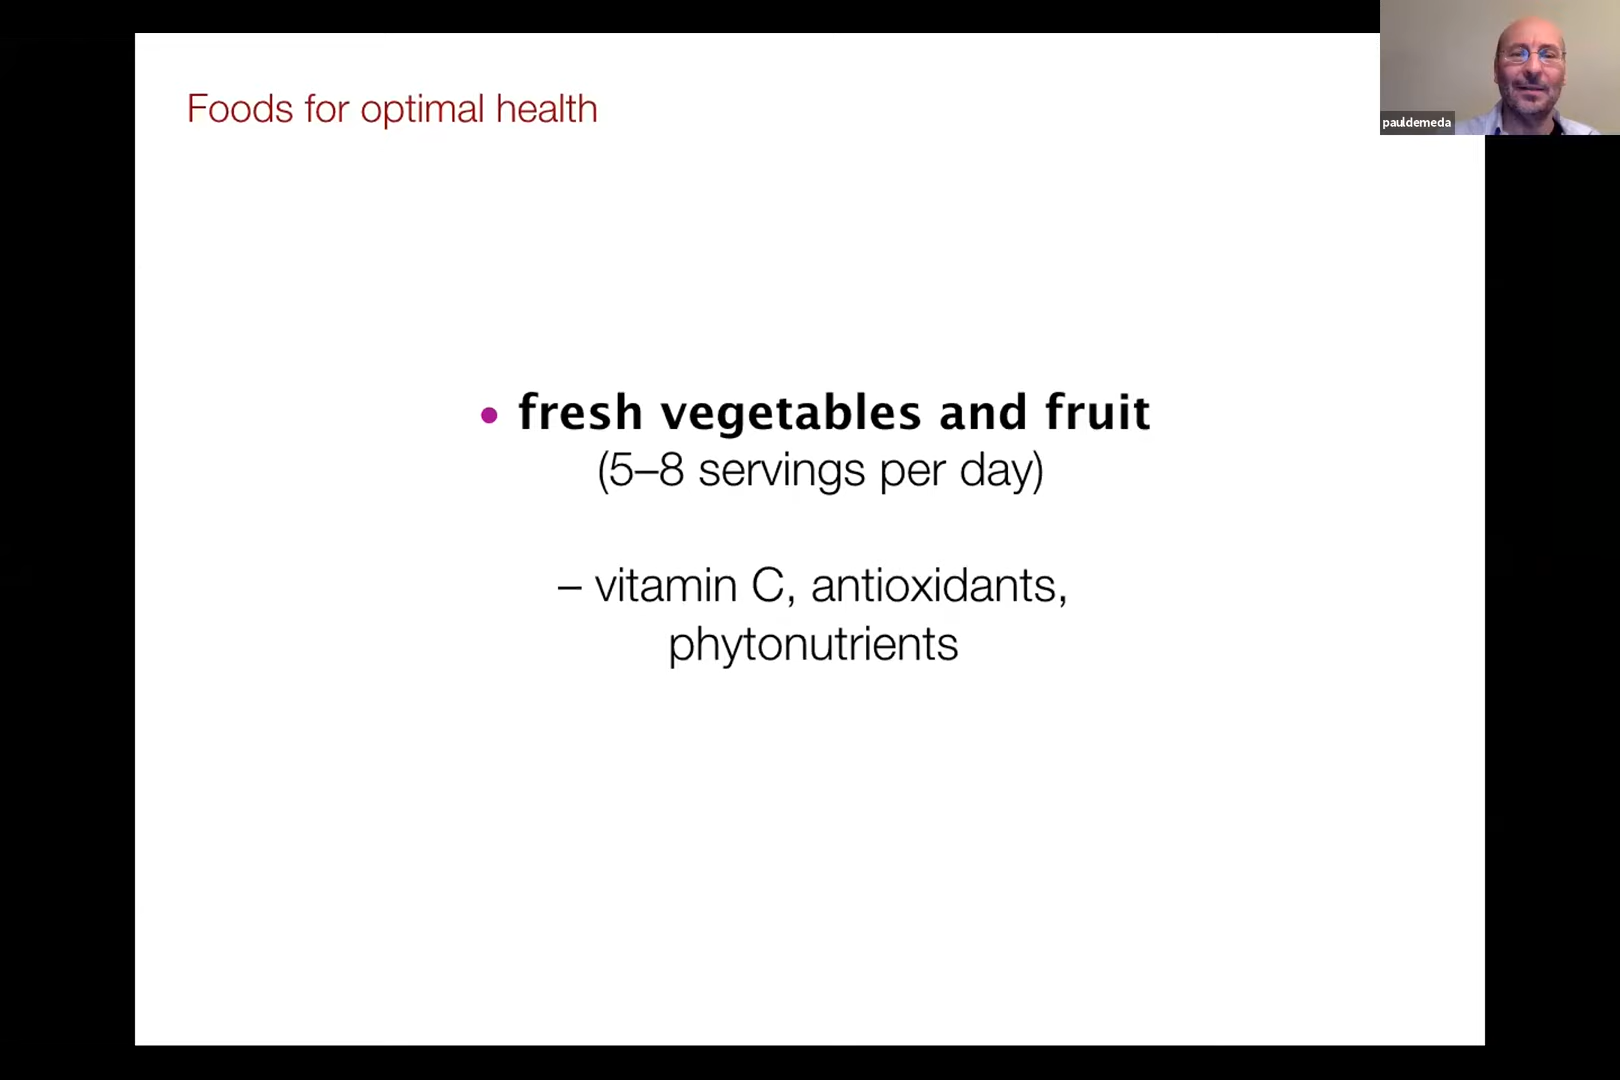 Foods for optimal health
pauldemeda
• fresh vegetables and fruit
(5–8 servings per day)
– vitamin C, antioxidants,
phytonutrients